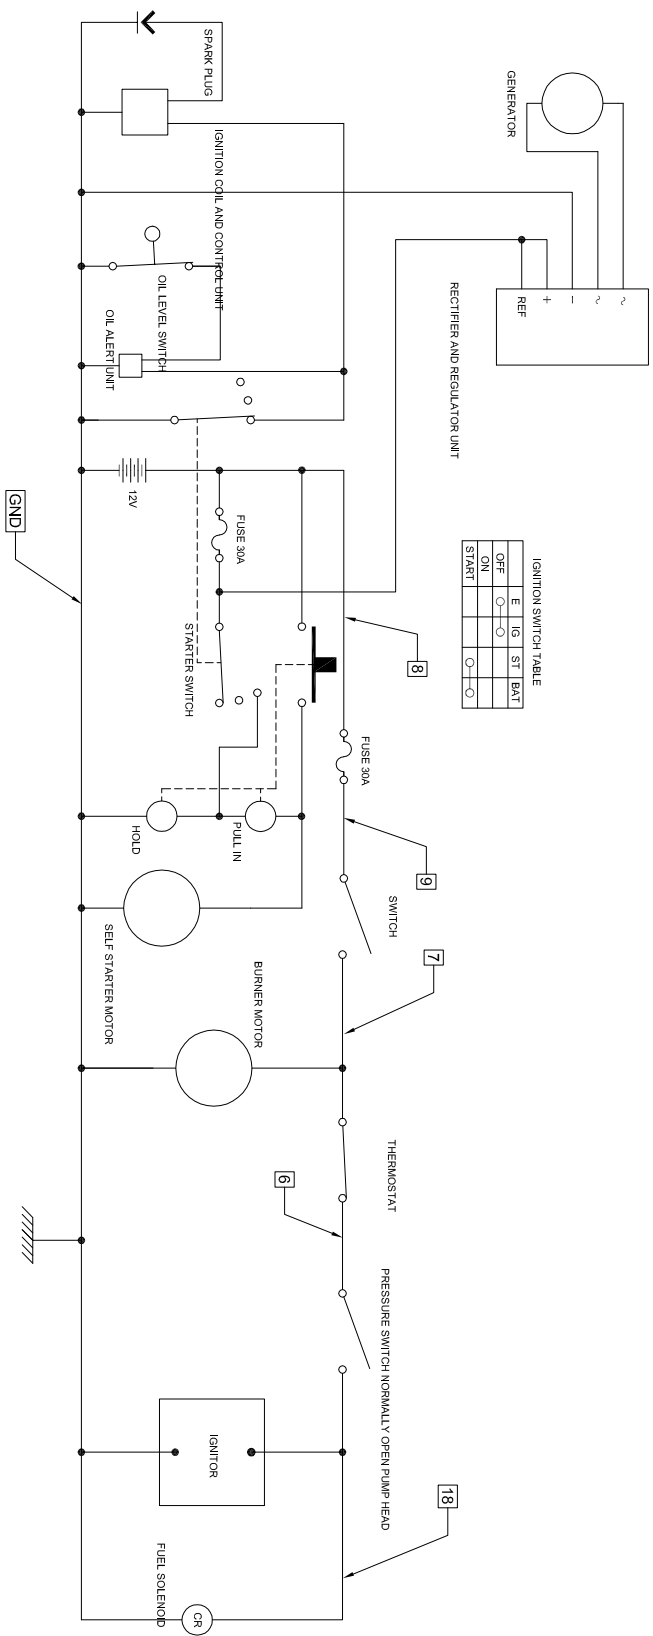 SPARK PLUG
IGNITION COIL AND CONTROL UNIT
OIL LEVEL SWITCH
OIL ALERT UNIT
GENERATOR
~
~
−
+
REF
RECTIFIER AND REGULATOR UNIT
12V
GND
FUSE 30A
STARTER SWITCH
IGNITION SWITCH TABLE
E IG ST BAT
OFF
ON
START
8
FUSE 30A
9
HOLD
PULL IN
SWITCH
7
SELF STARTER MOTOR
BURNER MOTOR
THERMOSTAT
6
PRESSURE SWITCH NORMALLY OPEN PUMP HEAD
IGNITOR
18
FUEL SOLENOID
CR